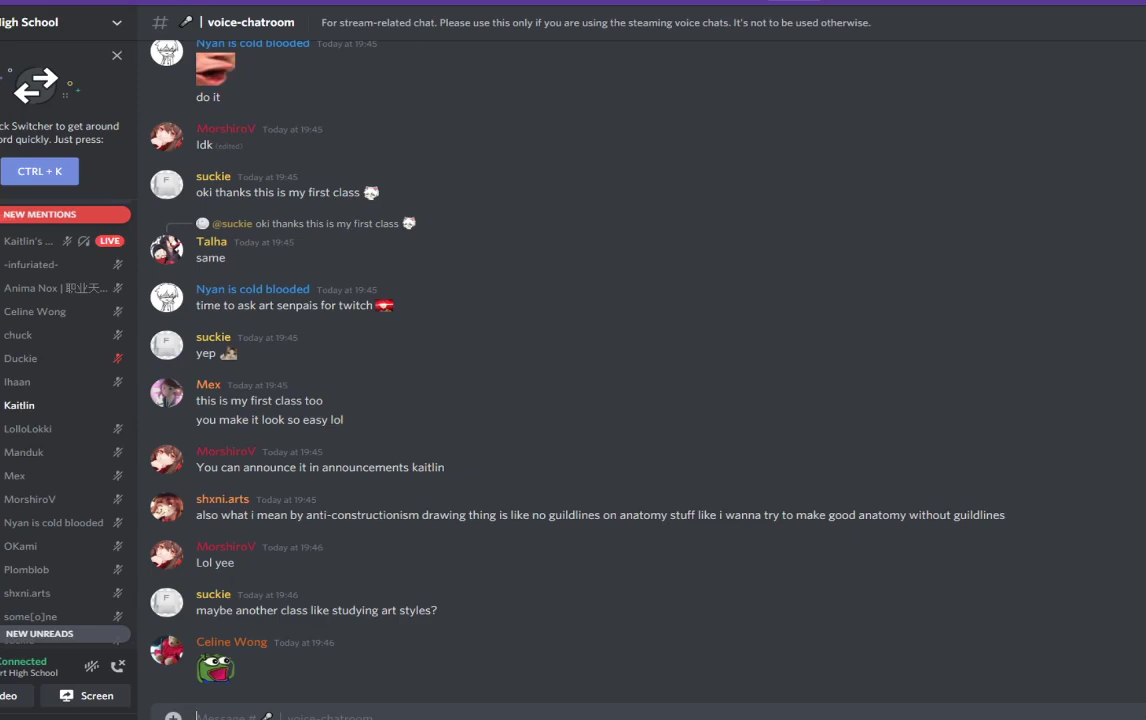 High School
ck Switcher to get around
ord quickly. Just press:
CTRL + K
NEW MENTIONS
Kaitlin's ... LIVE
-infuriated-
Anima Nox | 职业天...
Celine Wong
chuck
Duckie
Ihaan
Kaitlin
LolloLokki
Manduk
Mex
MorshiroV
Nyan is cold blooded
OKami
Plomblob
shxni.arts
some[o]ne
NEW UNREADS
Connected
rt High School
deo
Screen
# | voice-chatroom For stream-related chat. Please use this only if you are using the steaming voice chats. It's not to be used otherwise.
Nyan is cold blooded Today at 19:45
do it
MorshiroV Today at 19:45
Idk (edited)
suckie Today at 19:45
oki thanks this is my first class
@suckie oki thanks this is my first class
Talha Today at 19:45
same
Nyan is cold blooded Today at 19:45
time to ask art senpais for twitch
suckie Today at 19:45
yep
Mex Today at 19:45
this is my first class too
you make it look so easy lol
MorshiroV Today at 19:45
You can announce it in announcements kaitlin
shxni.arts Today at 19:45
also what i mean by anti-constructionism drawing thing is like no guildlines on anatomy stuff like i wanna try to make good anatomy without guildlines
MorshiroV Today at 19:46
Lol yee
suckie Today at 19:46
maybe another class like studying art styles?
Celine Wong Today at 19:46
Message # | voice-chatroom